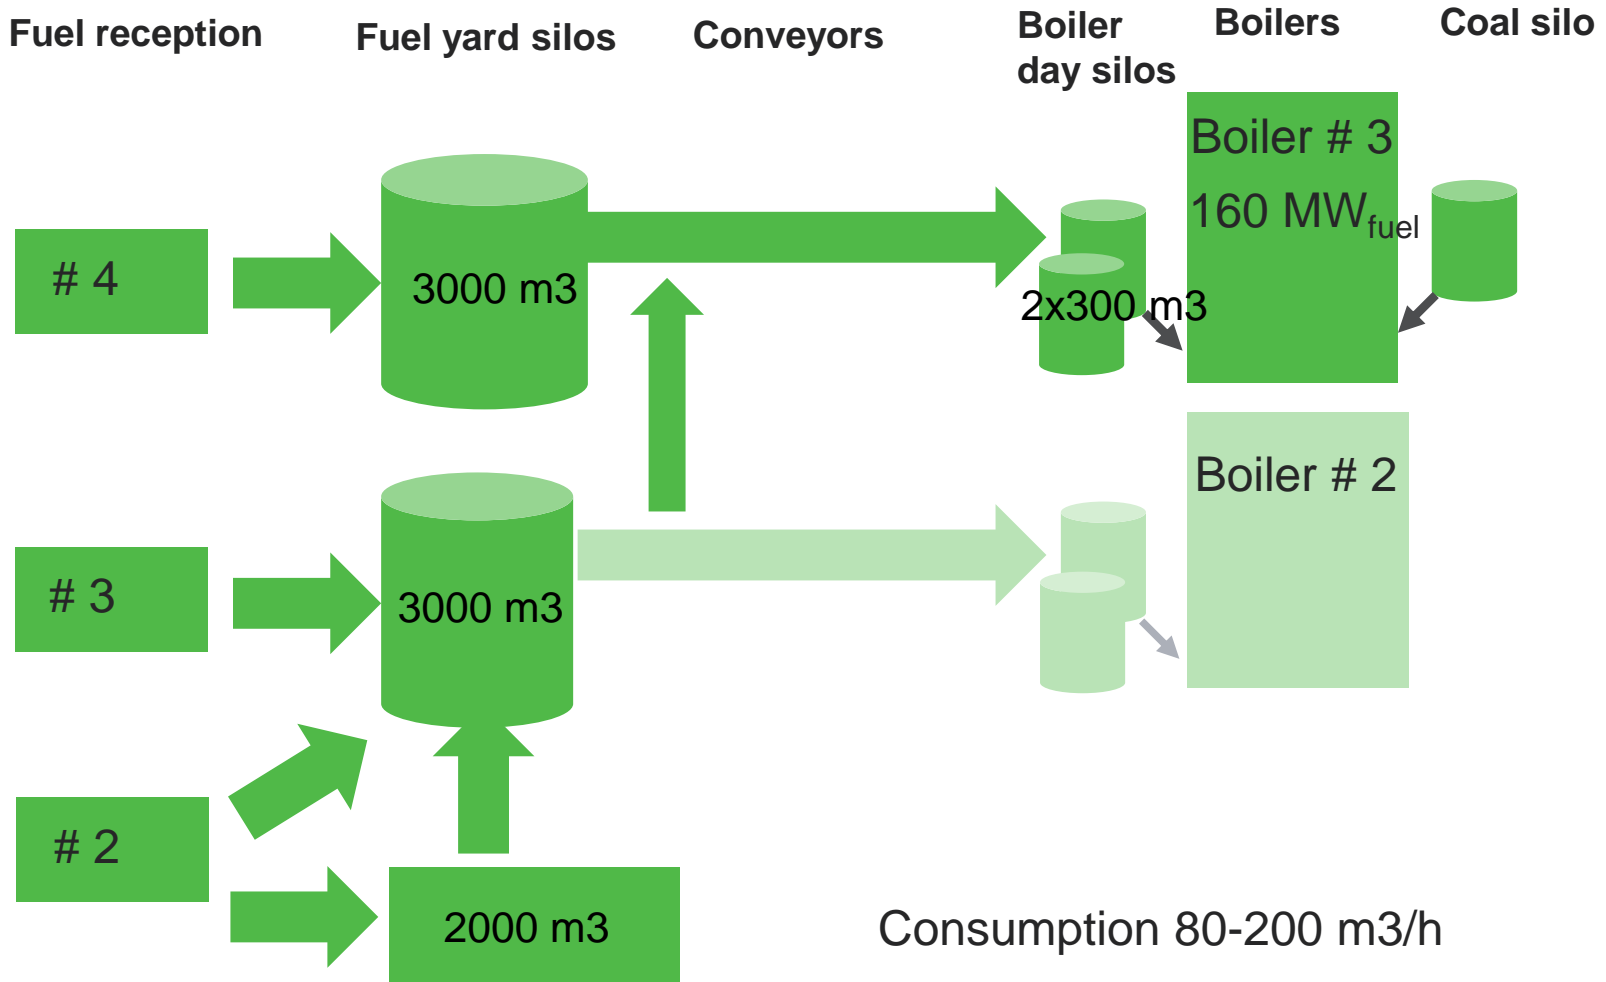 Fuel reception
Fuel yard silos
Conveyors
Boiler
day silos
Boilers
Coal silo
# 4
3000 m3
2x300 m3
Boiler # 3
160 MWfuel
# 3
3000 m3
Boiler # 2
# 2
2000 m3
Consumption 80-200 m3/h